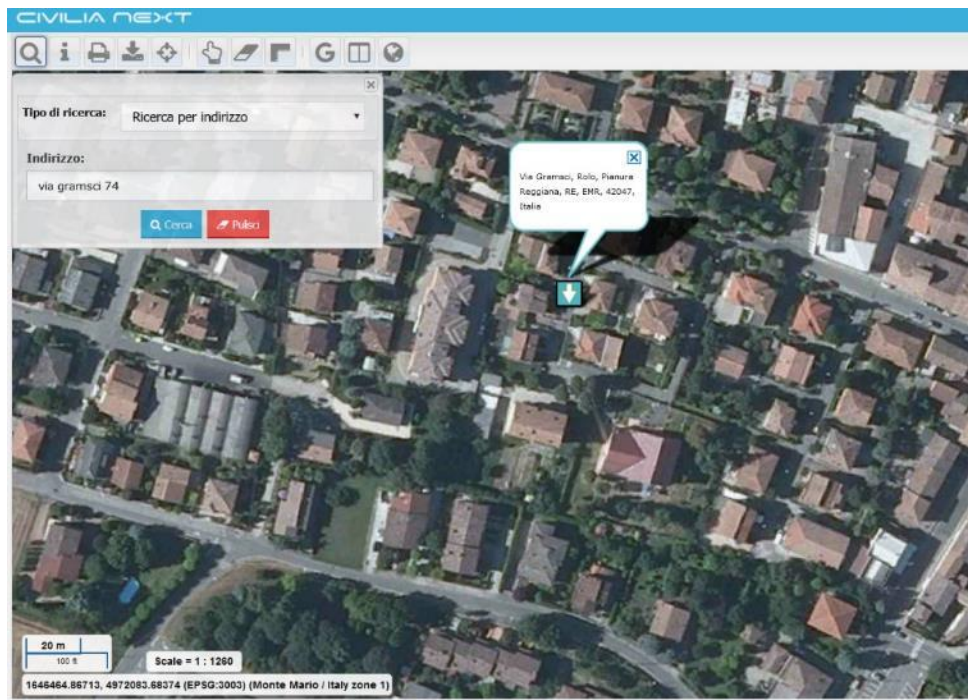 CIVILIA NEXT
G
Tipo di ricerca:
Ricerca per indirizzo
Indirizzo:
via gramsci 74
Cerca
Pulisci
Via Gramsci, Rolo, Pianura
Reggiana, RE, EMR, 42047,
Italia
20 m
100 ft
Scale = 1 : 1260
1646464.86713, 4972083.68374 (EPSG:3003) (Monte Mario / Italy zone 1)